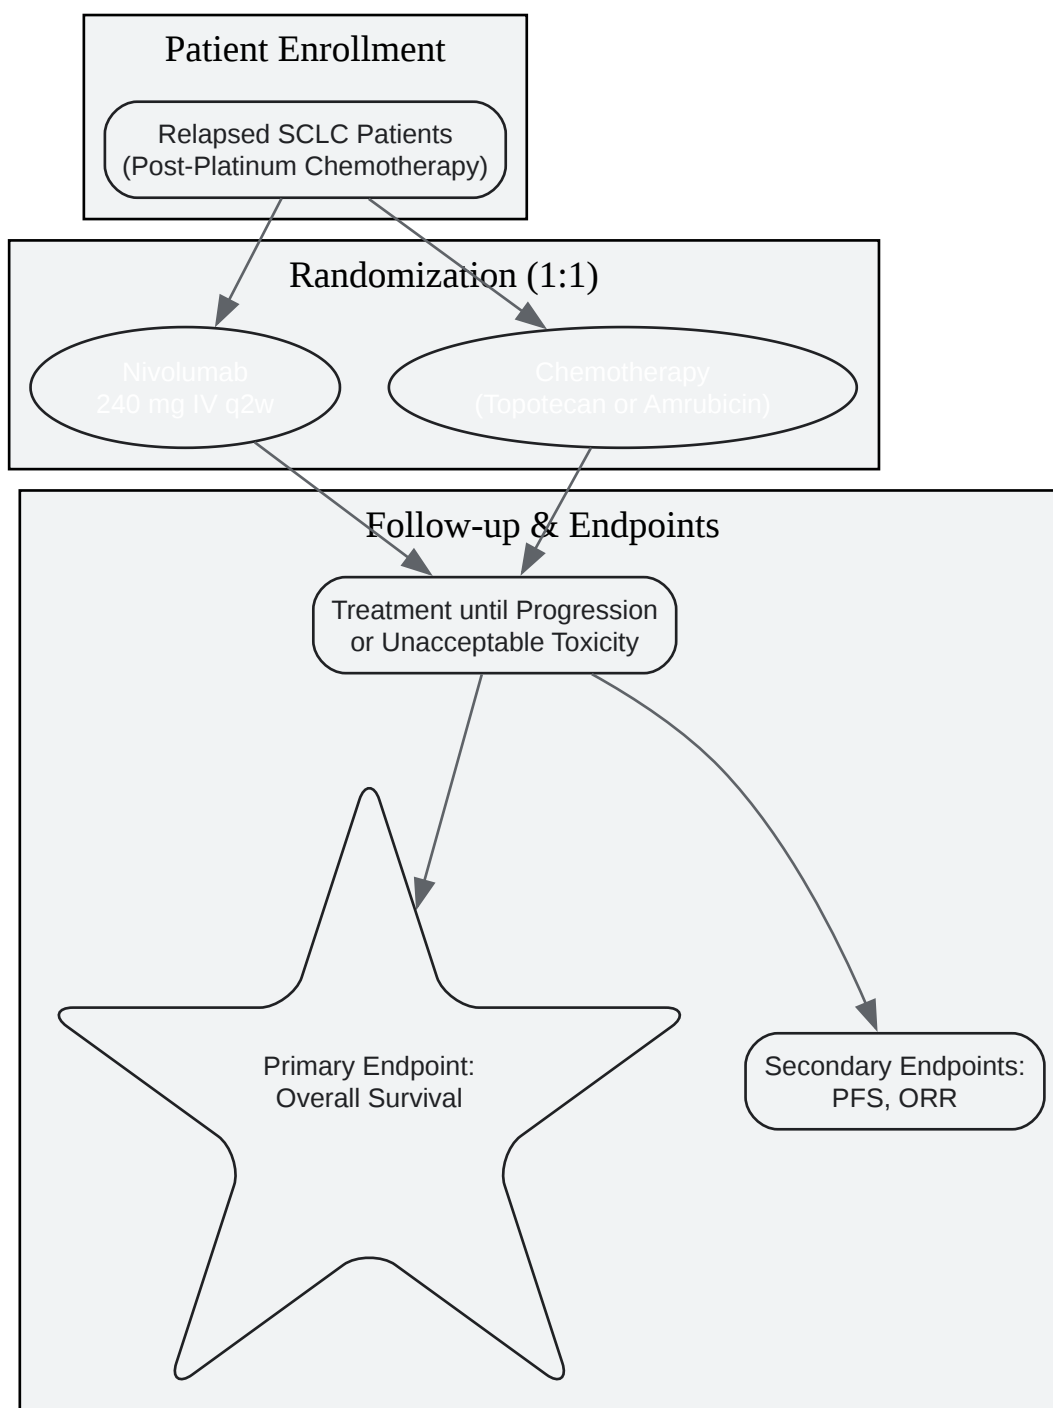 Patient Enrollment
Relapsed SCLC Patients
(Post-Platinum Chemotherapy)
Randomization (1:1)
Nivolumab
240 mg IV q2w
Chemotherapy
(Topotecan or Amrubicin)
Follow-up & Endpoints
Treatment until Progression
or Unacceptable Toxicity
Primary Endpoint:
Overall Survival
Secondary Endpoints:
PFS, ORR